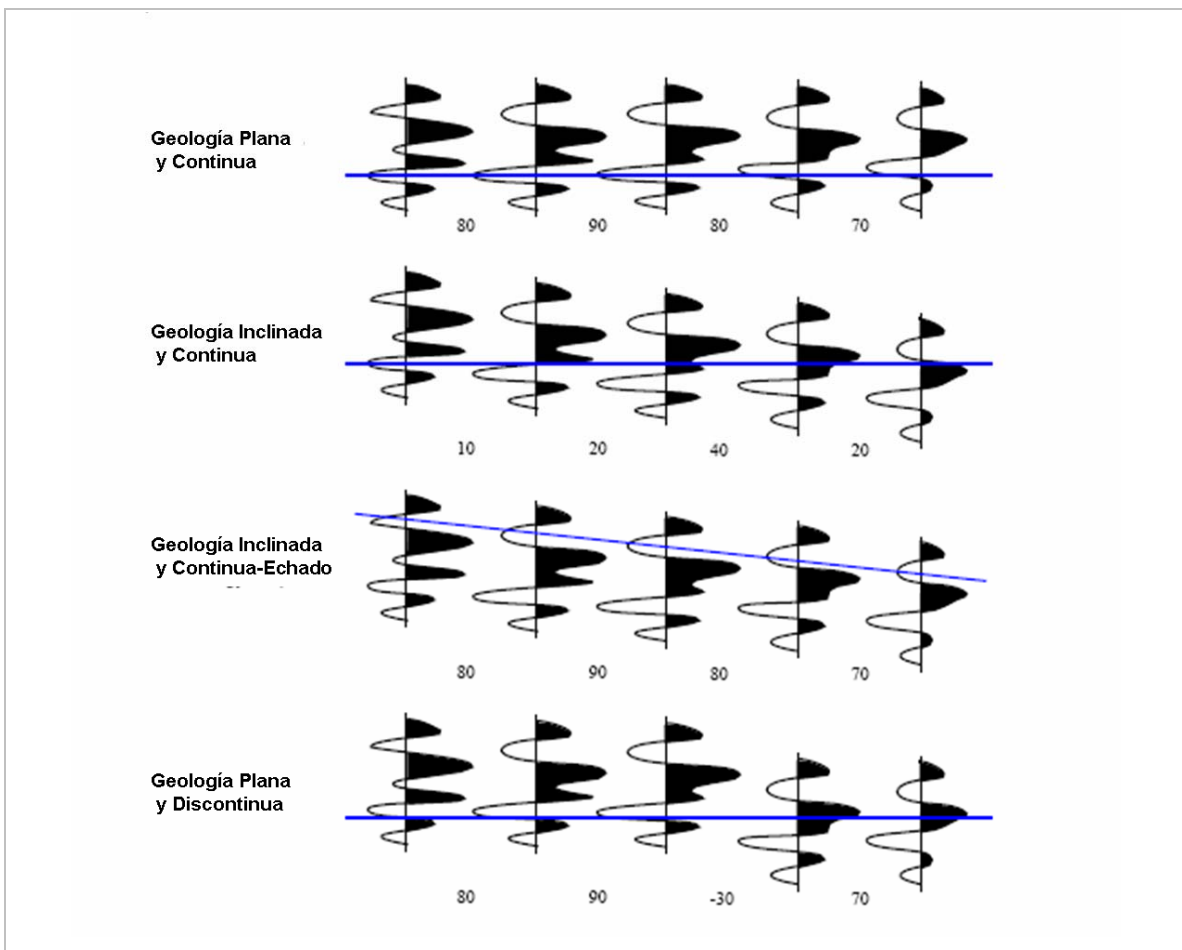 Geología Plana
y Continua
80 90 80 70
Geología Inclinada
y Continua
10 20 40 20
Geología Inclinada
y Continua-Echado
80 90 80 70
Geología Plana
y Discontinua
80 90 -30 70